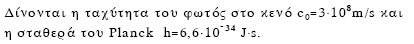 Δίνονται η ταχύτητα του φωτός στο κενό c₀=3·10⁸m/s και
η σταθερά του Planck h=6,6·10⁻³⁴ J·s.